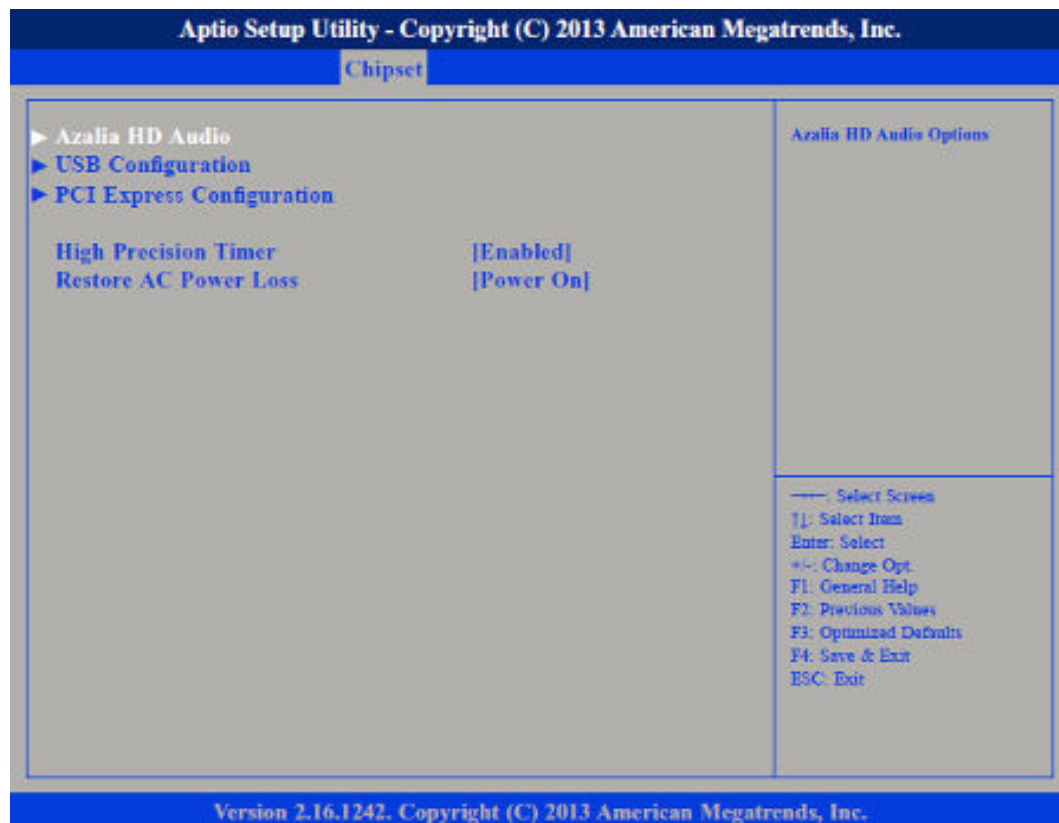 Aptio Setup Utility - Copyright (C) 2013 American Megatrends, Inc.
Chipset
▶ Azalia HD Audio
▶ USB Configuration
▶ PCI Express Configuration
High Precision Timer [Enabled]
Restore AC Power Loss [Power On]
Azalia HD Audio Options
→←: Select Screen
↑↓: Select Item
Enter: Select
+/-: Change Opt.
F1: General Help
F2: Previous Values
F3: Optimized Defaults
F4: Save & Exit
ESC: Exit
Version 2.16.1242. Copyright (C) 2013 American Megatrends, Inc.